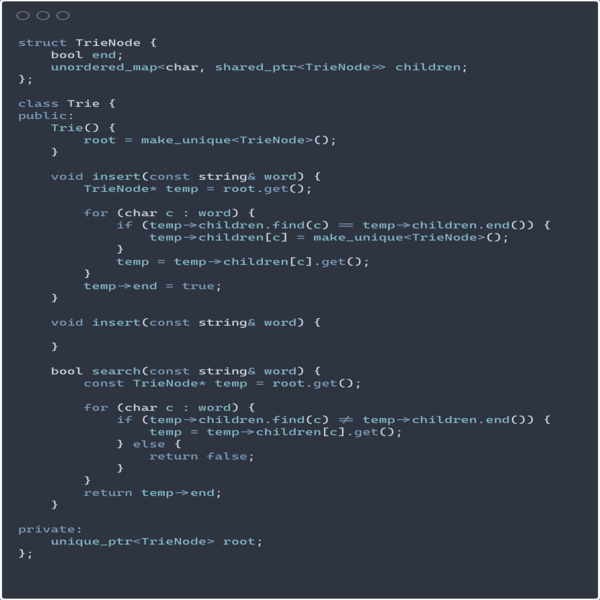 struct TrieNode {
    bool end;
    unordered_map<char, shared_ptr<TrieNode>> children;
};

class Trie {
public:
    Trie() {
        root = make_unique<TrieNode>();
    }

    void insert(const string& word) {
        TrieNode* temp = root.get();

        for (char c : word) {
            if (temp->children.find(c) == temp->children.end()) {
                temp->children[c] = make_unique<TrieNode>();
            }
            temp = temp->children[c].get();
        }
        temp->end = true;
    }

    void insert(const string& word) {

    }

    bool search(const string& word) {
        const TrieNode* temp = root.get();

        for (char c : word) {
            if (temp->children.find(c) != temp->children.end()) {
                temp = temp->children[c].get();
            } else {
                return false;
            }
        }
        return temp->end;
    }

private:
    unique_ptr<TrieNode> root;
};